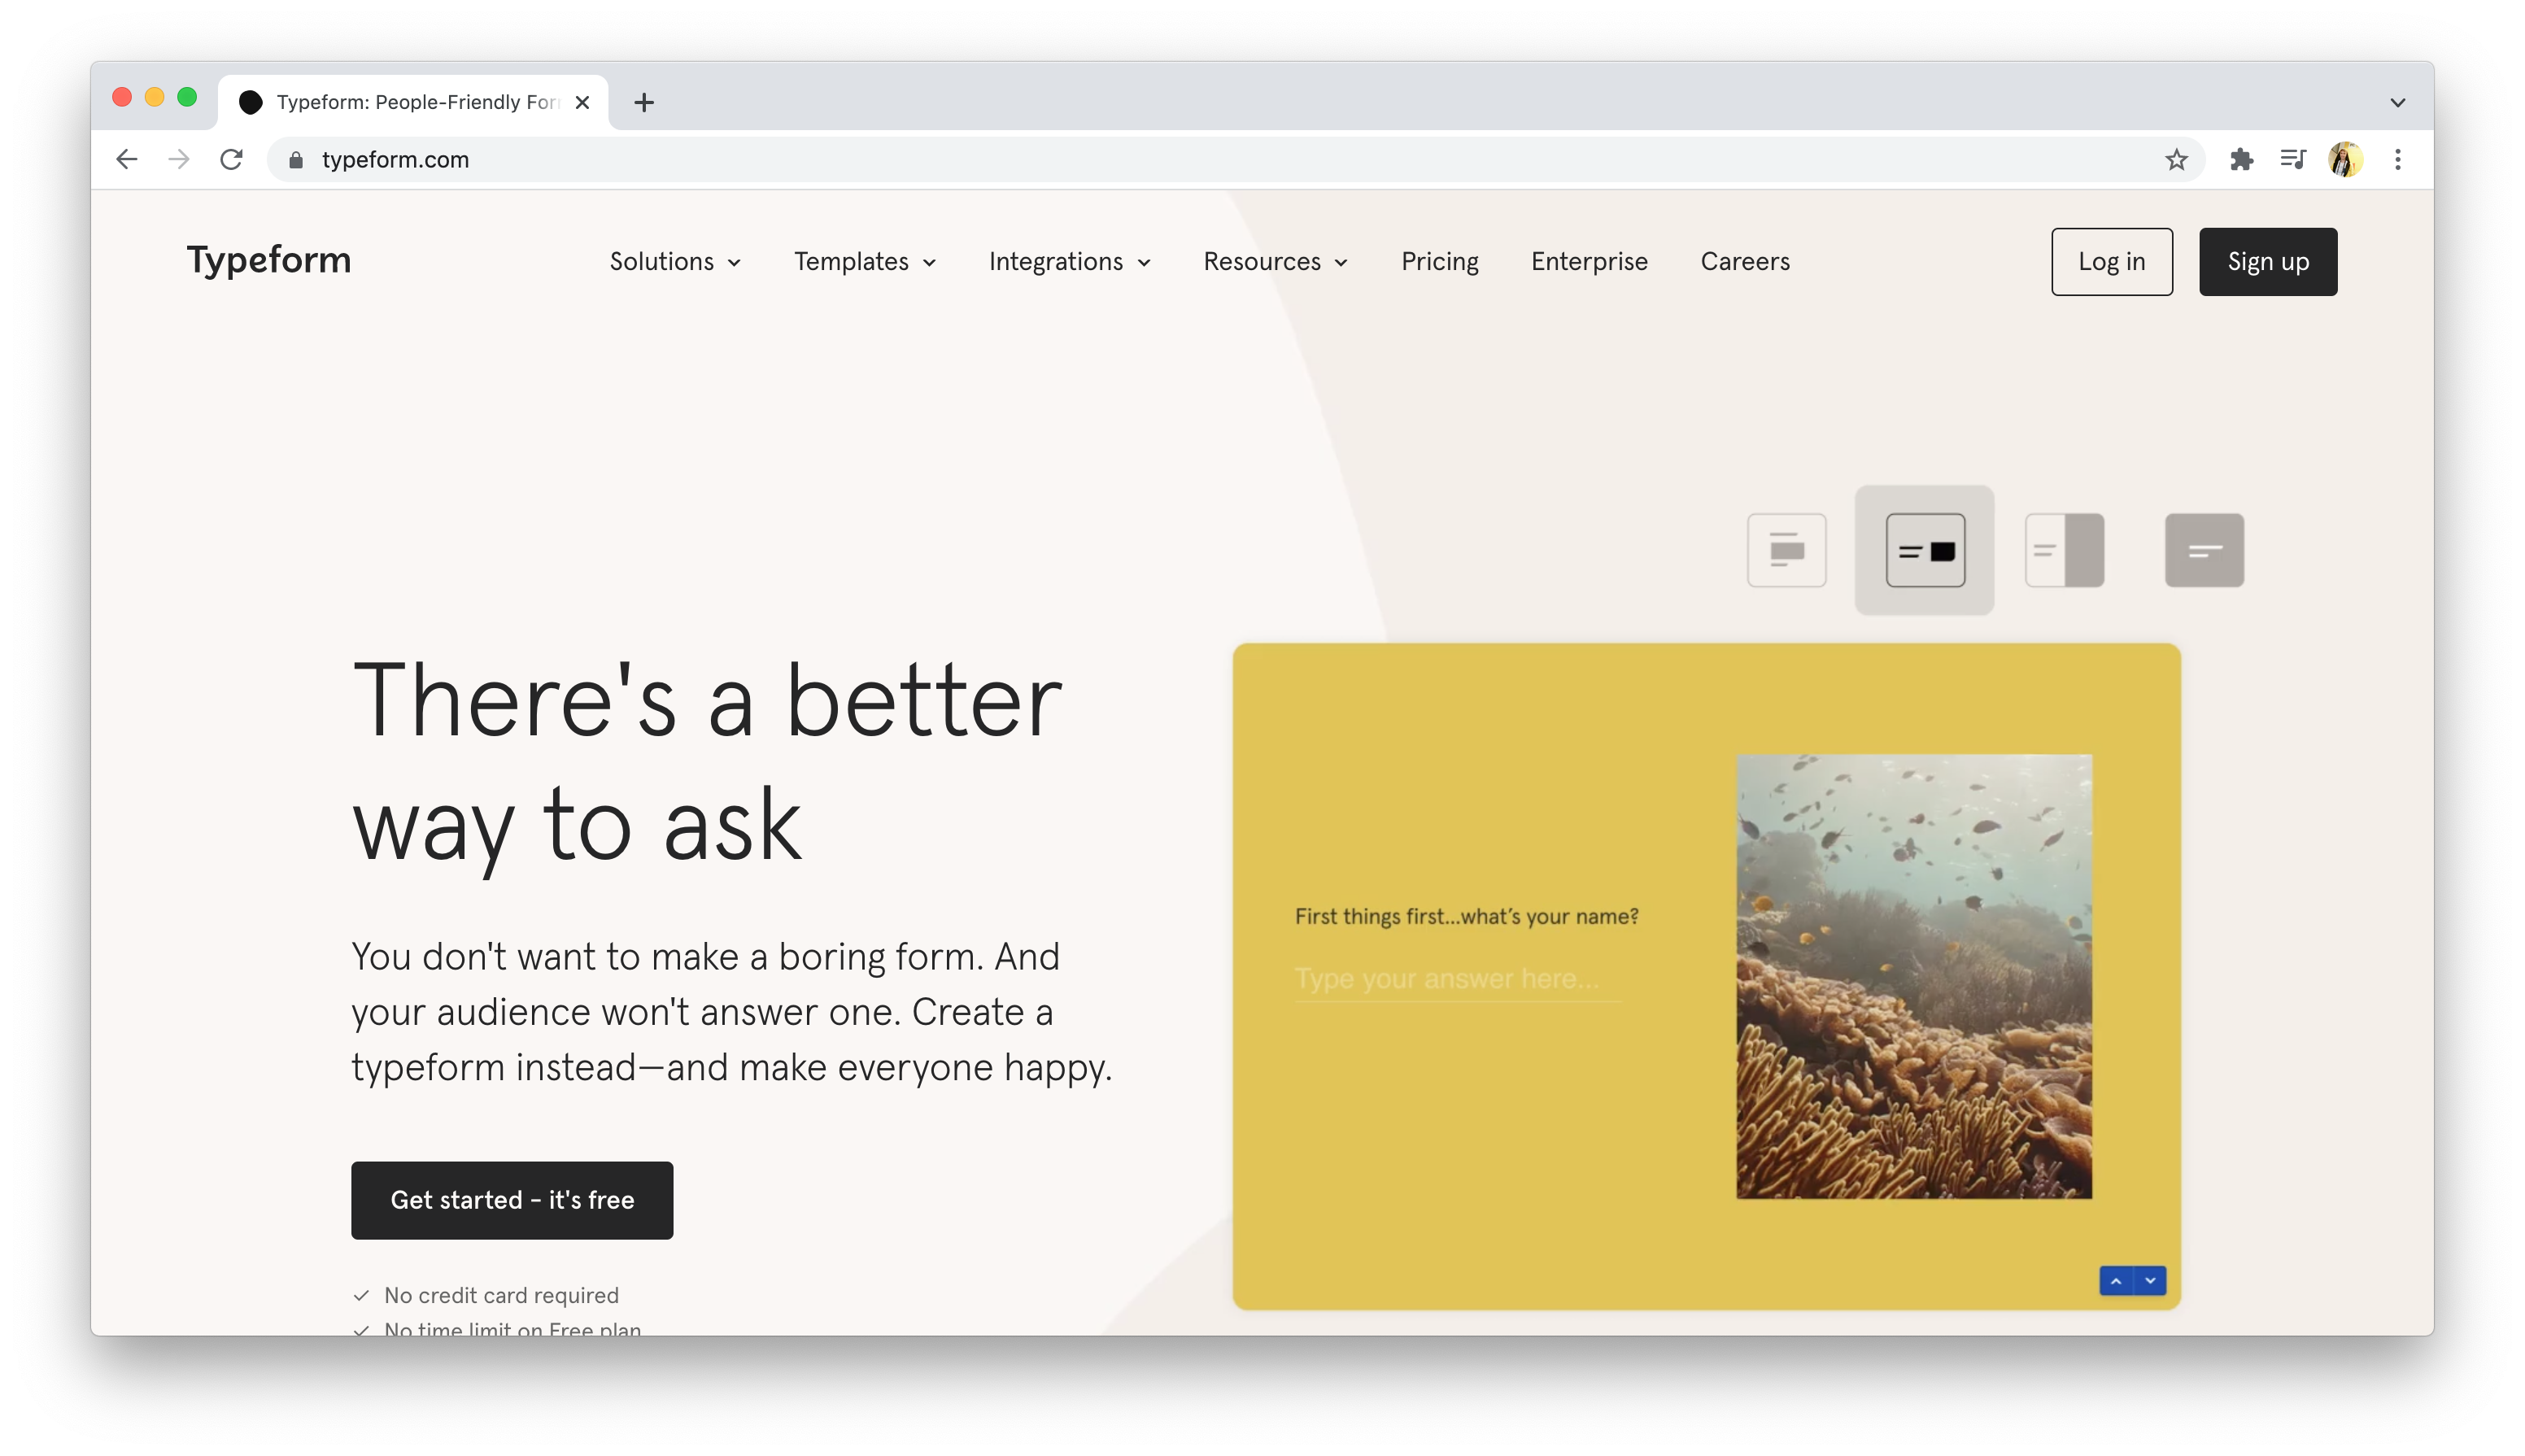 Typeform: People-Friendly For
typeform.com
Typeform
Solutions
Templates
Integrations
Resources
Pricing
Enterprise
Careers
Log in
Sign up
There's a better
way to ask
You don't want to make a boring form. And
your audience won't answer one. Create a
typeform instead—and make everyone happy.
Get started - it's free
No credit card required
No time limit on Free plan
First things first...what’s your name?
Type your answer here...